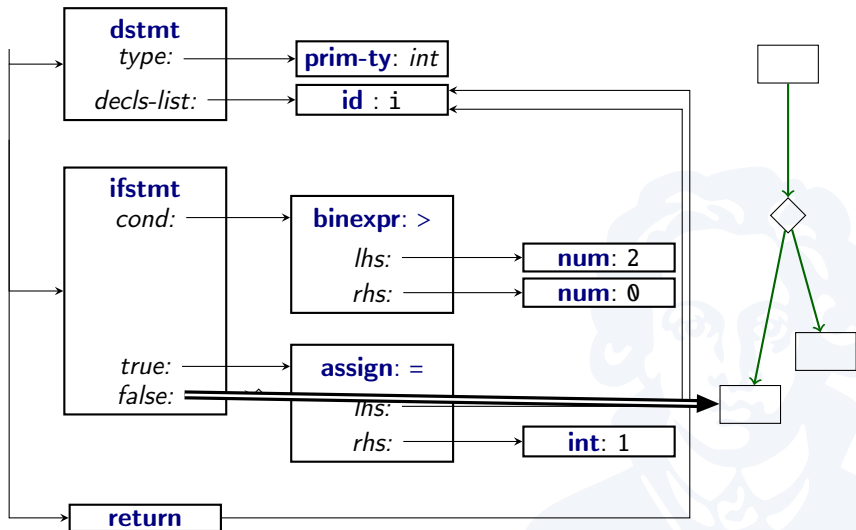 dstmt
type:
prim-ty: int
decls-list:
id : i
ifstmt
cond:
binexpr: >
lhs:
num: 2
rhs:
num: 0
true:
assign: =
false:
lhs:
rhs:
int: 1
return